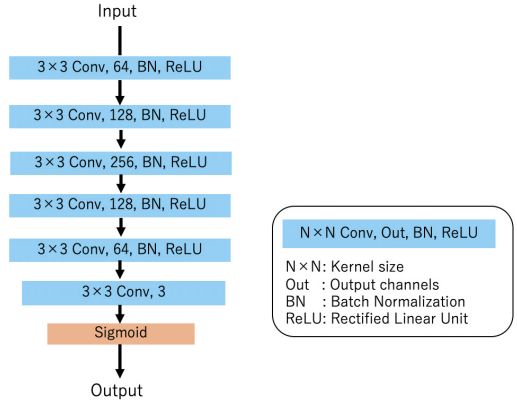 Input
3×3 Conv, 64, BN, ReLU
3×3 Conv, 128, BN, ReLU
3×3 Conv, 256, BN, ReLU
3×3 Conv, 128, BN, ReLU
3×3 Conv, 64, BN, ReLU
3×3 Conv, 3
Sigmoid
Output
N×N Conv, Out, BN, ReLU
N×N: Kernel size
Out : Output channels
BN : Batch Normalization
ReLU: Rectified Linear Unit